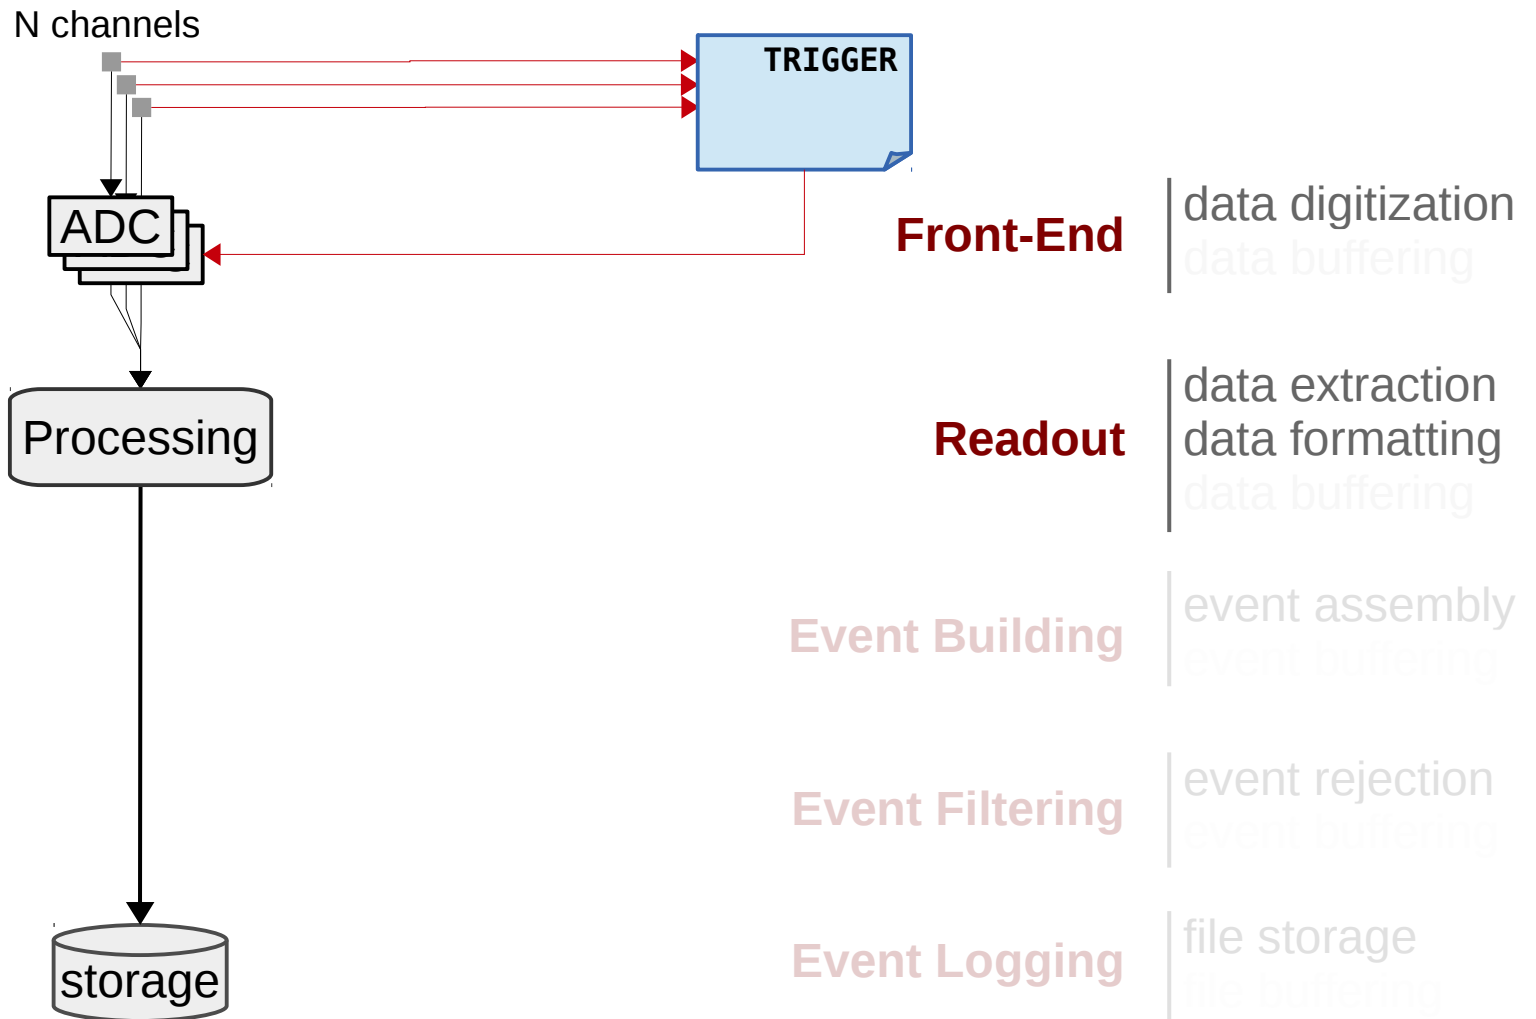 N channels
TRIGGER
ADC
Front-End
data digitization
data buffering
Processing
Readout
data extraction
data formatting
data buffering
Event Building
event assembly
event buffering
Event Filtering
event rejection
event buffering
storage
Event Logging
file storage
file buffering